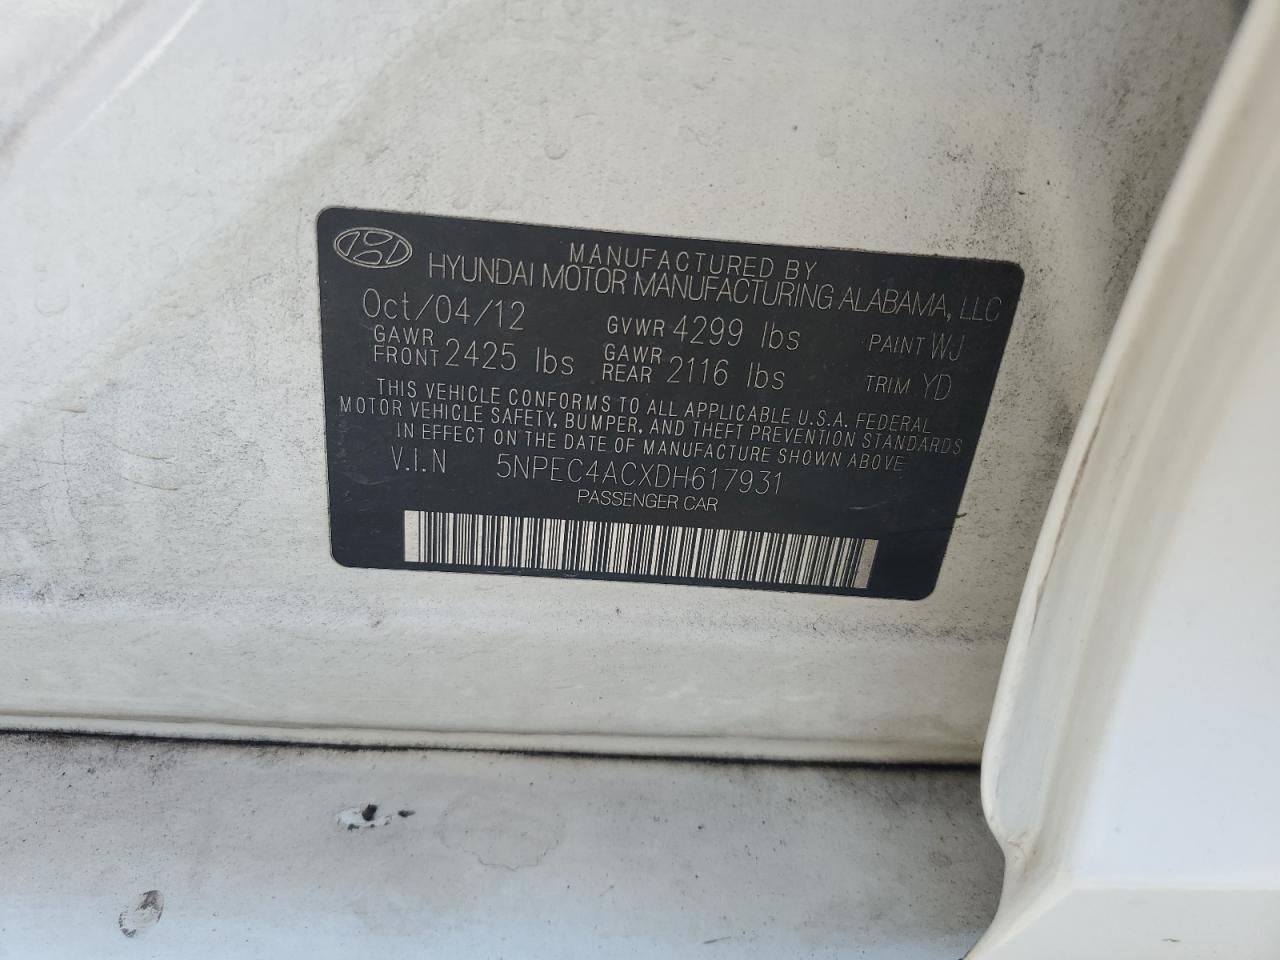 MANUFACTURED BY
HYUNDAI MOTOR MANUFACTURING ALABAMA, LLC
Oct/04/12 GVWR 4299 lbs PAINT WJ
GAWR FRONT 2425 lbs GAWR REAR 2116 lbs TRIM YD
THIS VEHICLE CONFORMS TO ALL APPLICABLE U.S.A. FEDERAL
MOTOR VEHICLE SAFETY, BUMPER, AND THEFT PREVENTION STANDARDS
IN EFFECT ON THE DATE OF MANUFACTURE SHOWN ABOVE
V.I.N 5NPEC4ACXDH617931
PASSENGER CAR